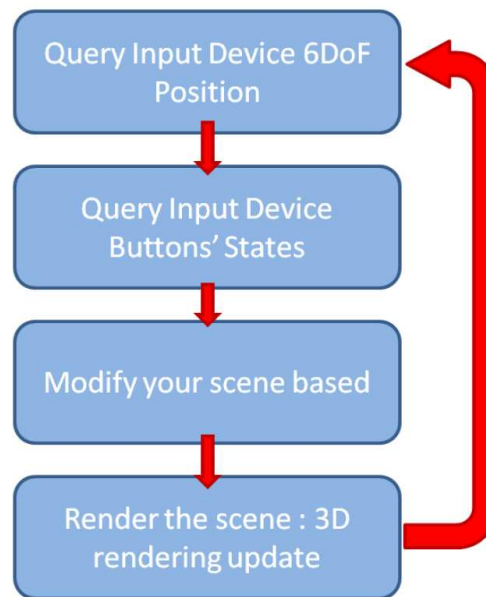 Query Input Device 6DoF
Position
Query Input Device
Buttons’ States
Modify your scene based
Render the scene : 3D
rendering update